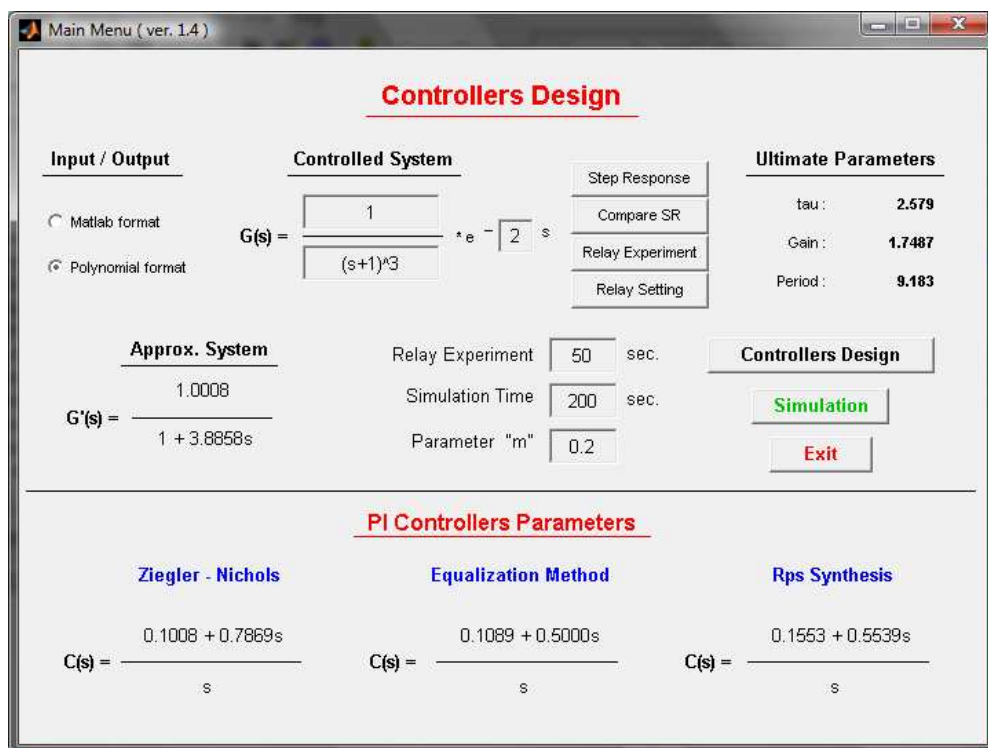 Main Menu ( ver. 1.4 )
Controllers Design
Input / Output
Matlab format
Polynomial format
Controlled System
G(s) =
1
(s+1)^3
* e
-
2
s
Step Response
Compare SR
Relay Experiment
Relay Setting
Ultimate Parameters
tau : 2.579
Gain : 1.7487
Period : 9.183
Approx. System
G'(s) =
1.0008
1 + 3.8858s
Relay Experiment 50 sec.
Simulation Time 200 sec.
Parameter "m" 0.2
Controllers Design
Simulation
Exit
PI Controllers Parameters
Ziegler - Nichols
C(s) =
0.1008 + 0.7869s
s
Equalization Method
C(s) =
0.1089 + 0.5000s
s
Rps Synthesis
C(s) =
0.1553 + 0.5539s
s